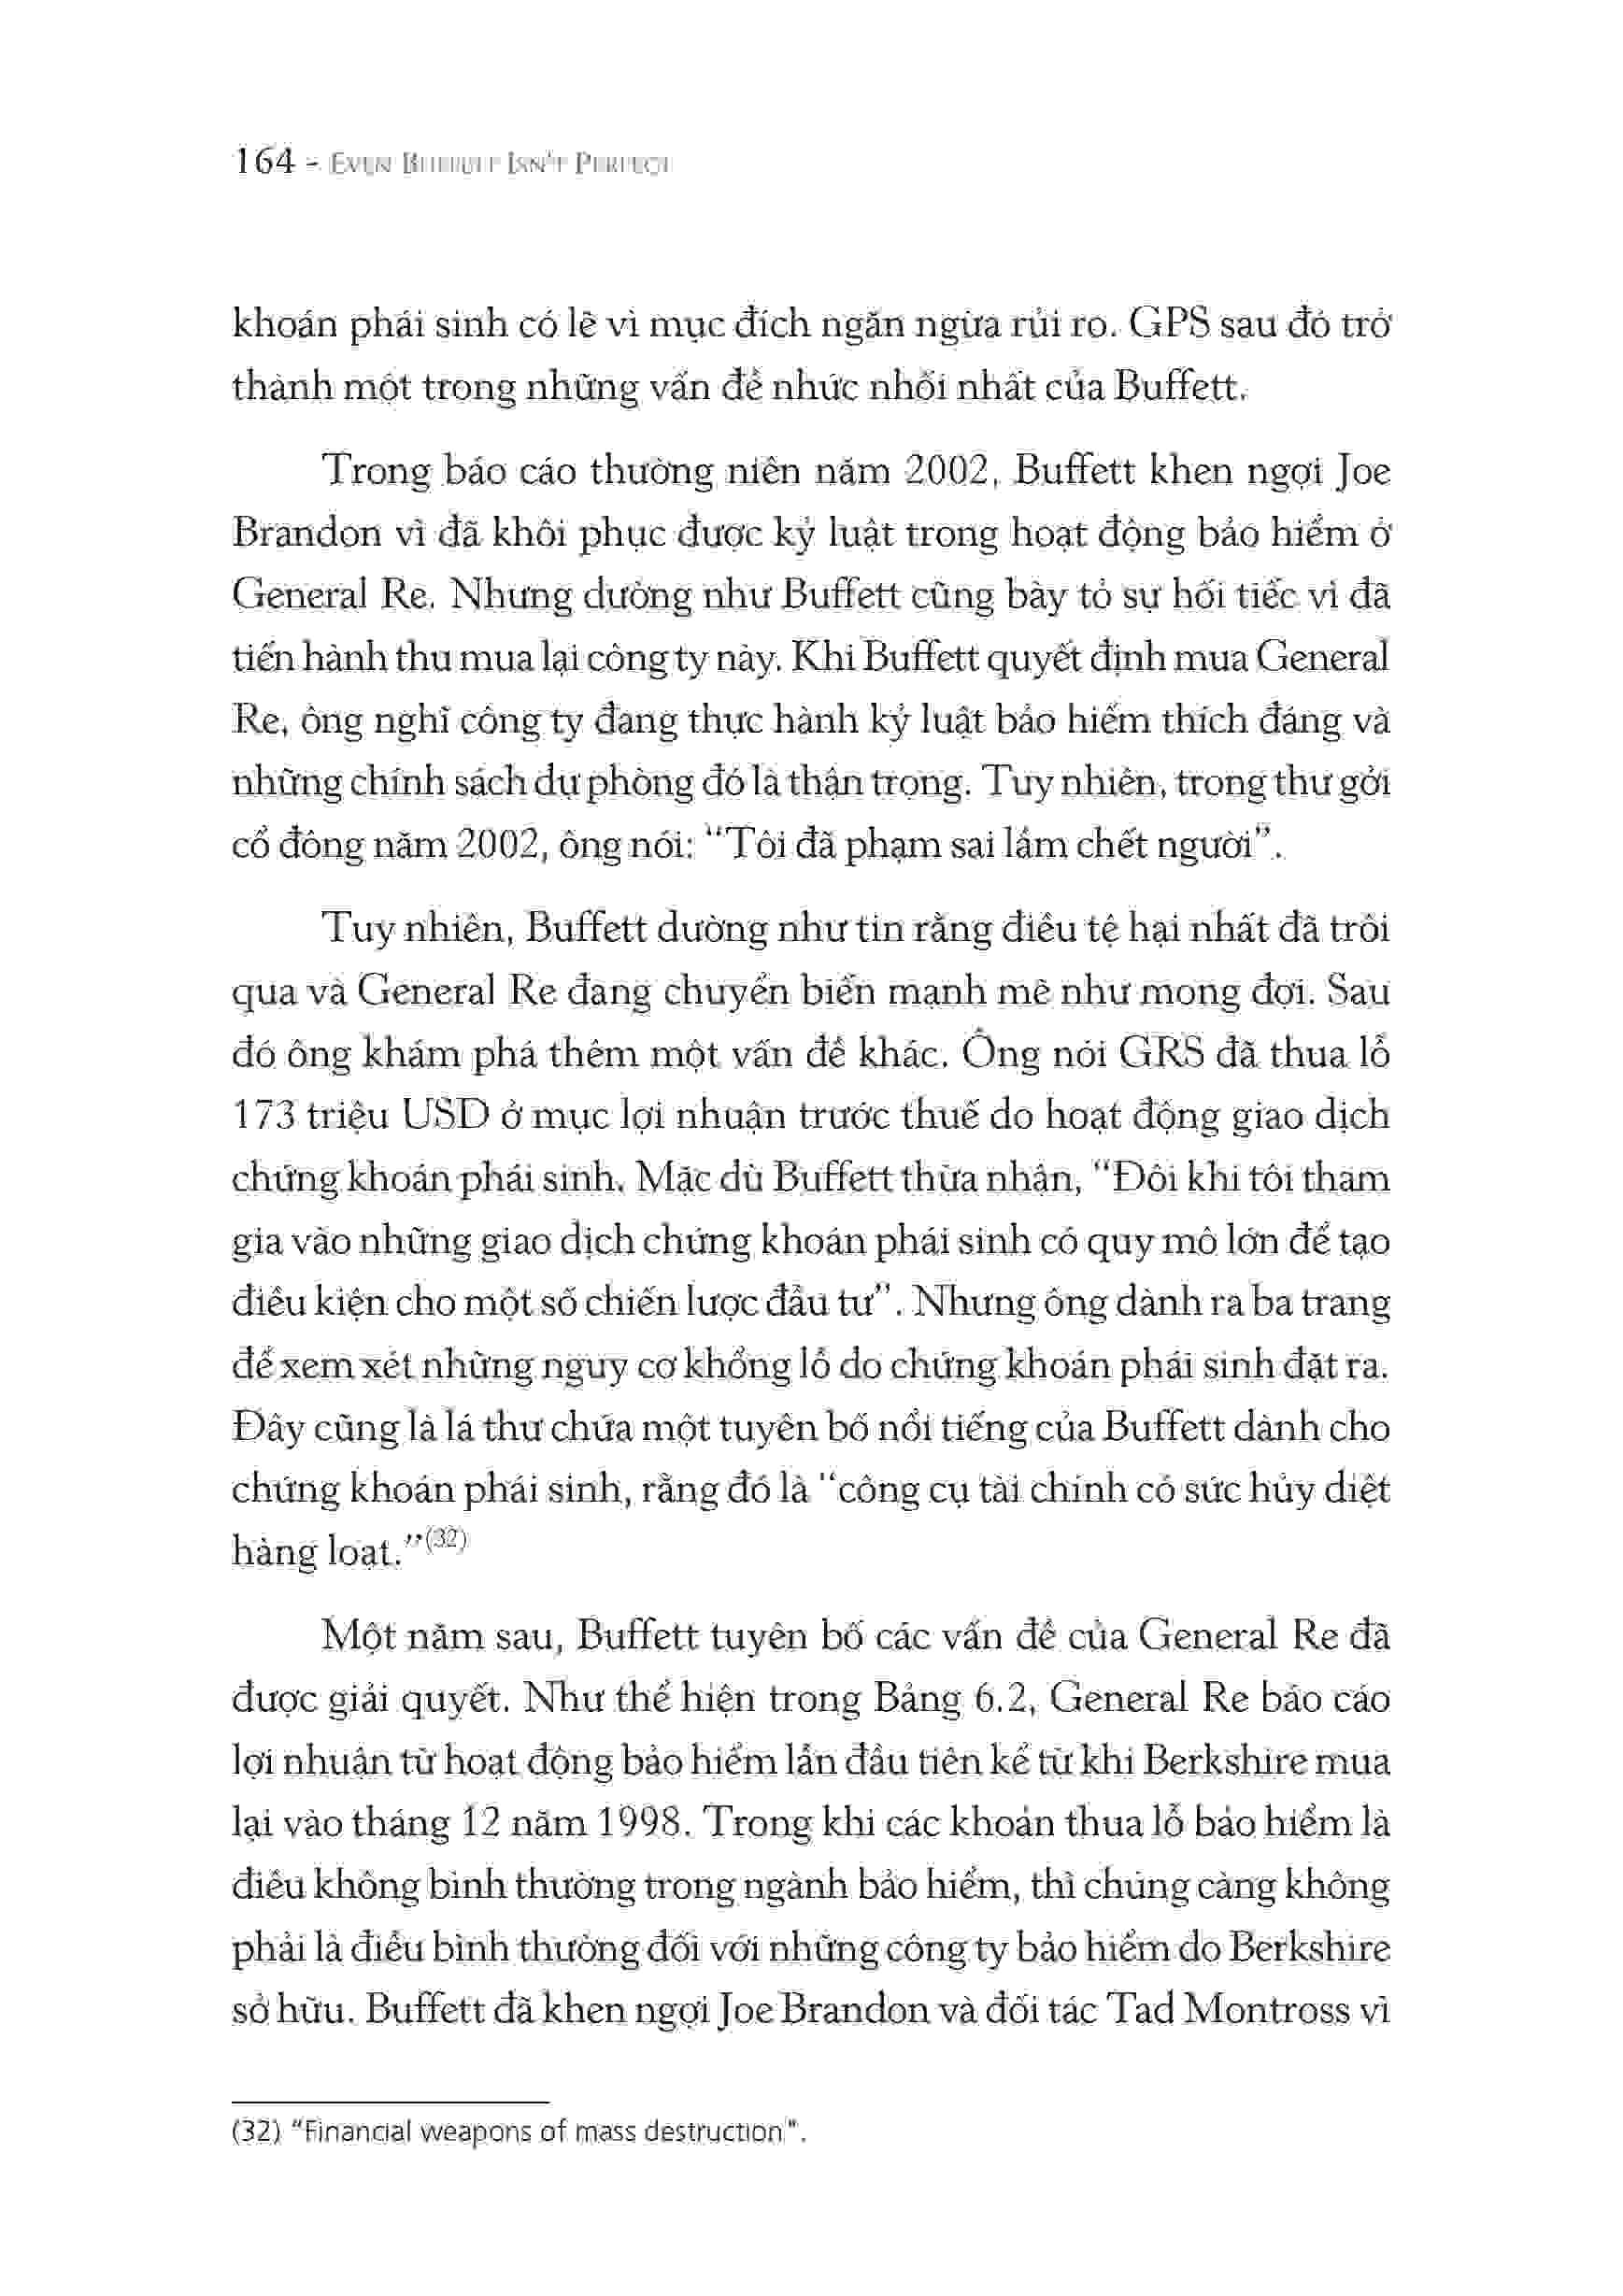 164 - EVEN BUFFETT ISN'T PERFECT
khoán phái sinh có lẽ vì mục đích ngăn ngừa rủi ro. GPS sau đó trở
thành một trong những vấn đề nhức nhối nhất của Buffett.
Trong báo cáo thường niên năm 2002, Buffett khen ngợi Joe
Brandon vì đã khôi phục được kỷ luật trong hoạt động bảo hiểm ở
General Re. Nhưng dường như Buffett cũng bày tỏ sự hối tiếc vì đã
tiến hành thu mua lại công ty này. Khi Buffett quyết định mua General
Re, ông nghĩ công ty đang thực hành kỷ luật bảo hiểm thích đáng và
những chính sách dự phòng đó là thận trọng. Tuy nhiên, trong thư gởi
cổ đông năm 2002, ông nói: “Tôi đã phạm sai lầm chết người”.
Tuy nhiên, Buffett dường như tin rằng điều tệ hại nhất đã trôi
qua và General Re đang chuyển biến mạnh mẽ như mong đợi. Sau
đó ông khám phá thêm một vấn đề khác. Ông nói GRS đã thua lỗ
173 triệu USD ở mục lợi nhuận trước thuế do hoạt động giao dịch
chứng khoán phái sinh. Mặc dù Buffett thừa nhận, “Đôi khi tôi tham
gia vào những giao dịch chứng khoán phái sinh có quy mô lớn để tạo
điều kiện cho một số chiến lược đầu tư”. Nhưng ông dành ra ba trang
để xem xét những nguy cơ khổng lồ do chứng khoán phái sinh đặt ra.
Đây cũng là lá thư chứa một tuyên bố nổi tiếng của Buffett dành cho
chứng khoán phái sinh, rằng đó là “công cụ tài chính có sức hủy diệt
hàng loạt.”(32)
Một năm sau, Buffett tuyên bố các vấn đề của General Re đã
được giải quyết. Như thể hiện trong Bảng 6.2, General Re báo cáo
lợi nhuận từ hoạt động bảo hiểm lần đầu tiên kể từ khi Berkshire mua
lại vào tháng 12 năm 1998. Trong khi các khoản thua lỗ bảo hiểm là
điều không bình thường trong ngành bảo hiểm, thì chúng càng không
phải là điều bình thường đối với những công ty bảo hiểm do Berkshire
sở hữu. Buffett đã khen ngợi Joe Brandon và đối tác Tad Montross vì
(32) “Financial weapons of mass destruction”.